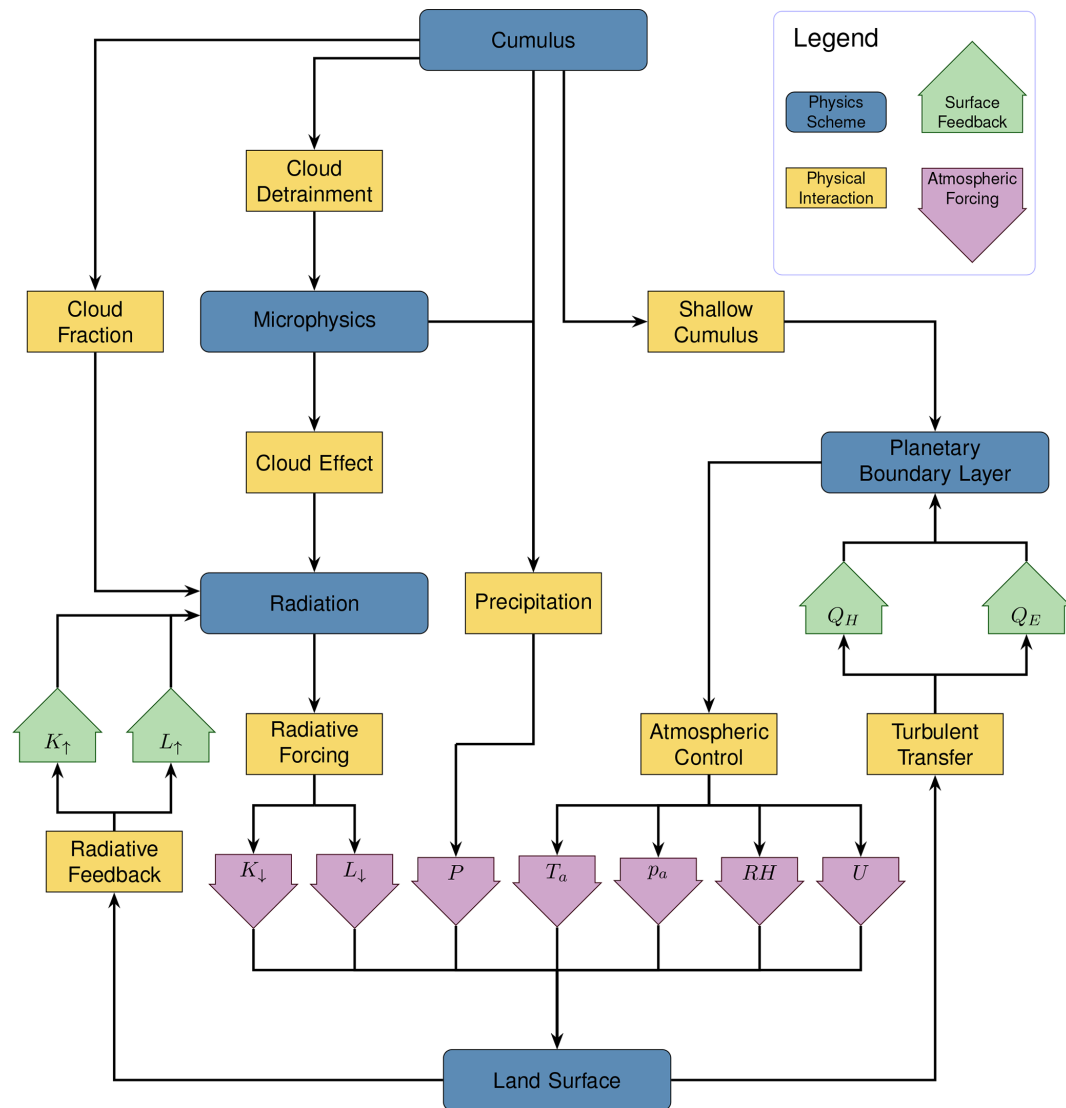 Cumulus
Legend
Physics
Scheme
Surface
Feedback
Physical
Interaction
Atmospheric
Forcing
Cloud
Detrainment
Cloud
Fraction
Microphysics
Shallow
Cumulus
Cloud Effect
Planetary
Boundary Layer
Radiation
Precipitation
Q_H
Q_E
K↑
L↑
Radiative
Forcing
Atmospheric
Control
Turbulent
Transfer
Radiative
Feedback
K↓
L↓
P
T_a
p_a
RH
U
Land Surface